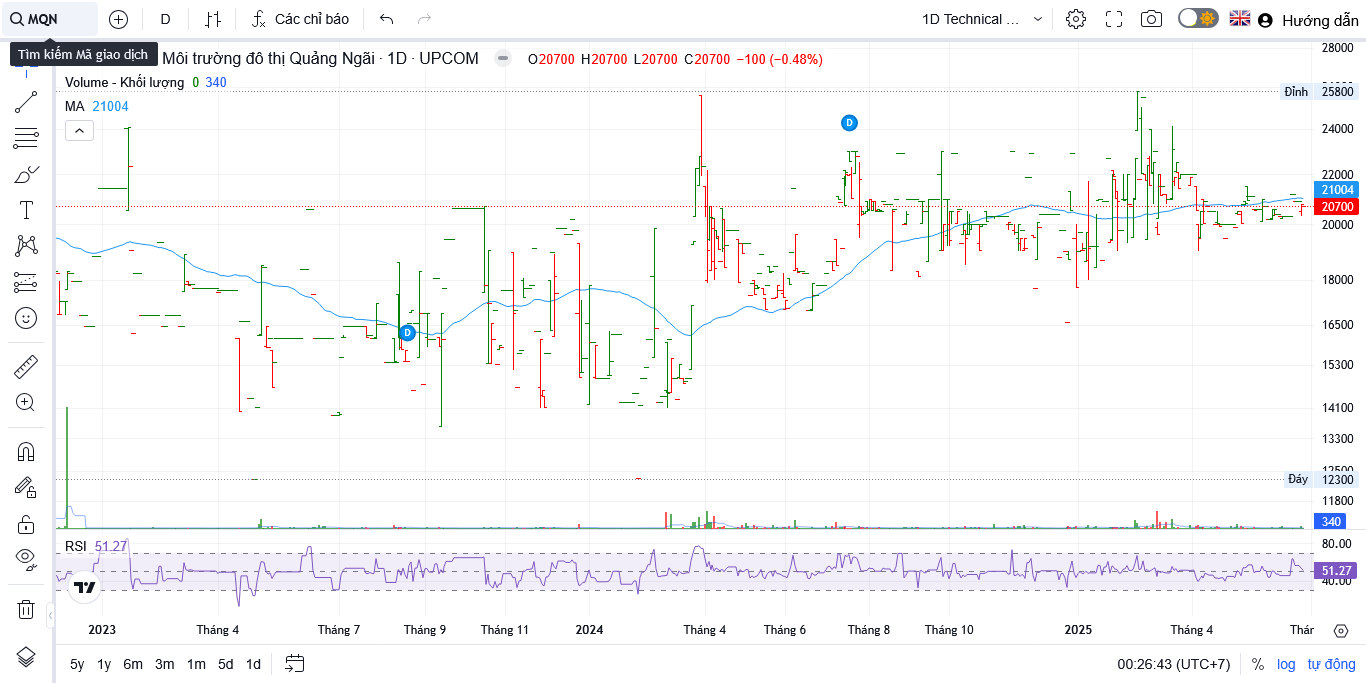 MQN
D
Các chỉ báo
1D Technical ...
Hướng dẫn
Tìm kiếm Mã giao dịch
Môi trường đô thị Quảng Ngãi · 1D · UPCOM
O20700 H20700 L20700 C20700 −100 (−0.48%)
Volume - Khối lượng 0 340
MA 21004
D
D
28000
Đỉnh 25800
24000
22000
21004
20700
20000
18000
16500
15300
14100
13300
12500
Đáy 12300
11800
340
RSI 51.27
80.00
51.27
40.00
2023
Tháng 4
Tháng 7
Tháng 9
Tháng 11
2024
Tháng 4
Tháng 6
Tháng 8
Tháng 10
2025
Tháng 4
Thár
5y 1y 6m 3m 1m 5d 1d
00:26:43 (UTC+7)
% log tự động